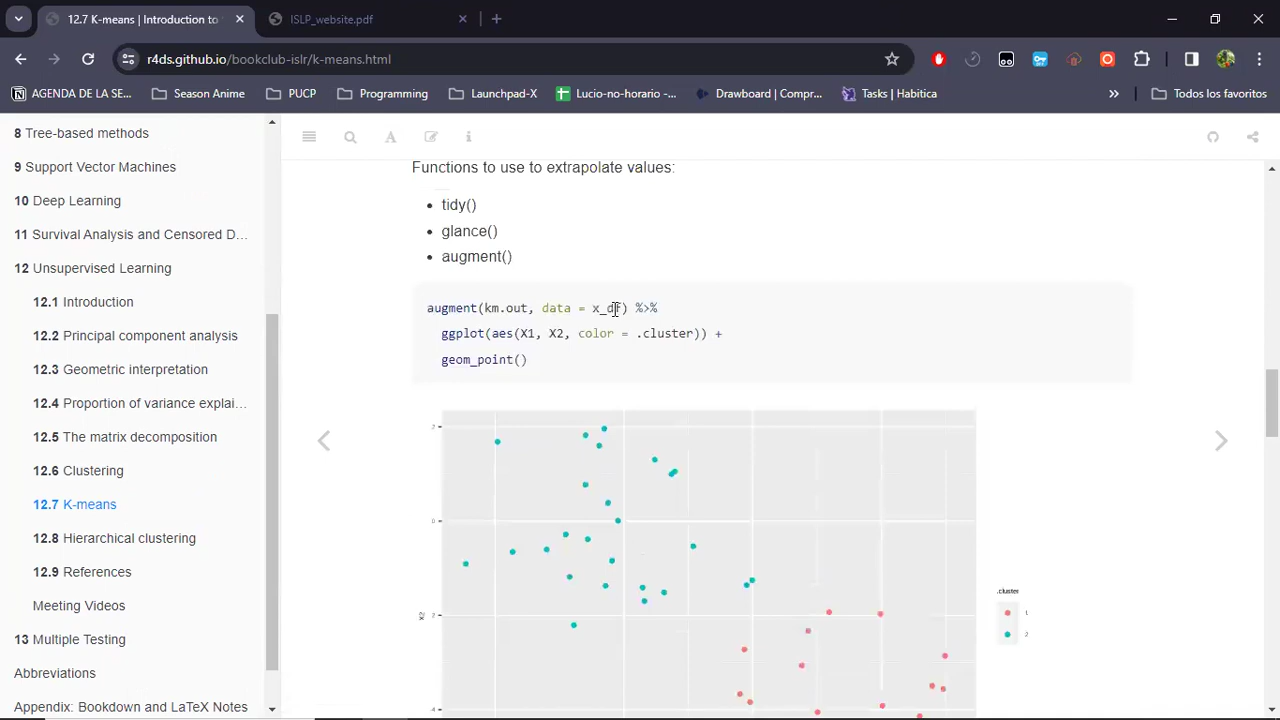 12.7 K-means | Introduction to
ISLP_website.pdf
r4ds.github.io/bookclub-islr/k-means.html
AGENDA DE LA SE...
Season Anime
PUCP
Programming
Launchpad-X
Lucio-no-horario -...
Drawboard | Compr...
Tasks | Habitica
Todos los favoritos
8 Tree-based methods
9 Support Vector Machines
10 Deep Learning
11 Survival Analysis and Censored D...
12 Unsupervised Learning
12.1 Introduction
12.2 Principal component analysis
12.3 Geometric interpretation
12.4 Proportion of variance explai...
12.5 The matrix decomposition
12.6 Clustering
12.7 K-means
12.8 Hierarchical clustering
12.9 References
Meeting Videos
13 Multiple Testing
Abbreviations
Appendix: Bookdown and LaTeX Notes
Functions to use to extrapolate values:
tidy()
glance()
augment()
augment(km.out, data = x_df) %>%
ggplot(aes(X1, X2, color = .cluster)) +
geom_point()
.cluster
1
2
X2